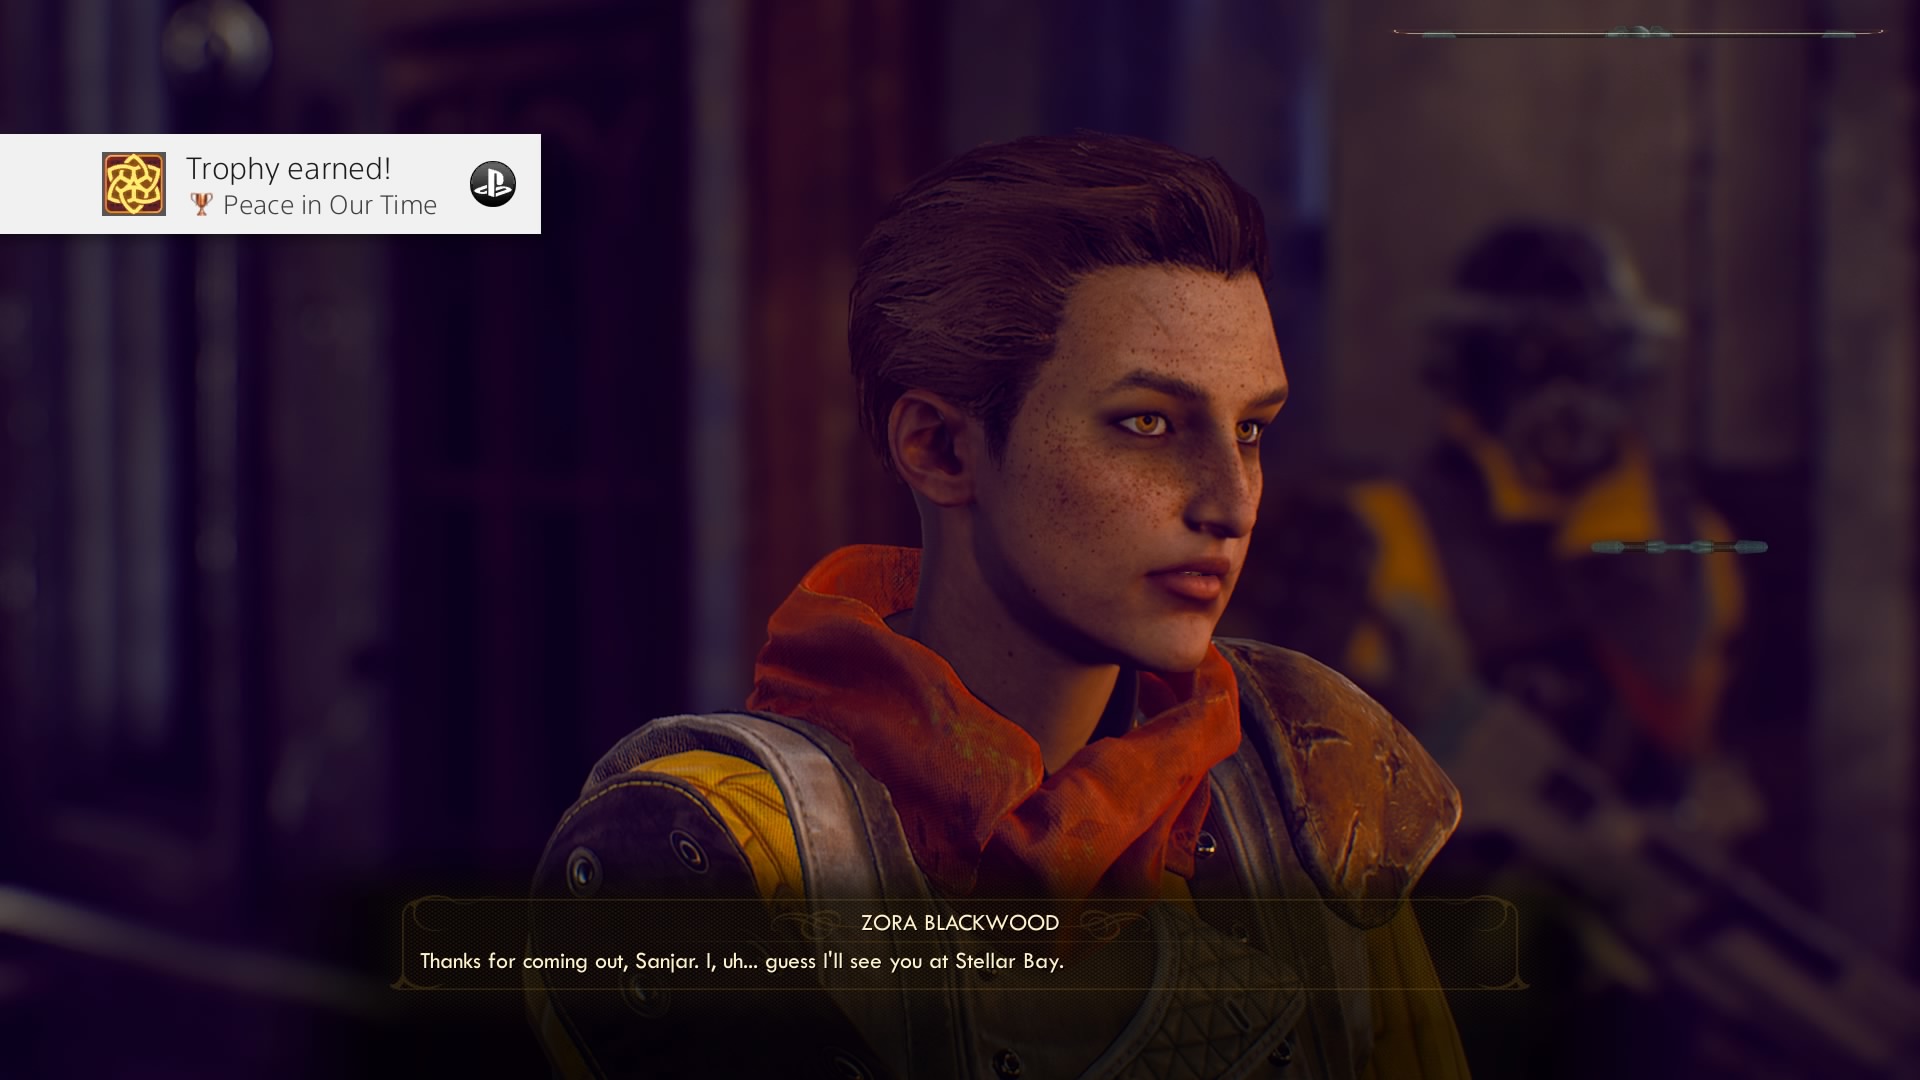 Trophy earned!
Peace in Our Time
ZORA BLACKWOOD
Thanks for coming out, Sanjar. I, uh... guess I'll see you at Stellar Bay.